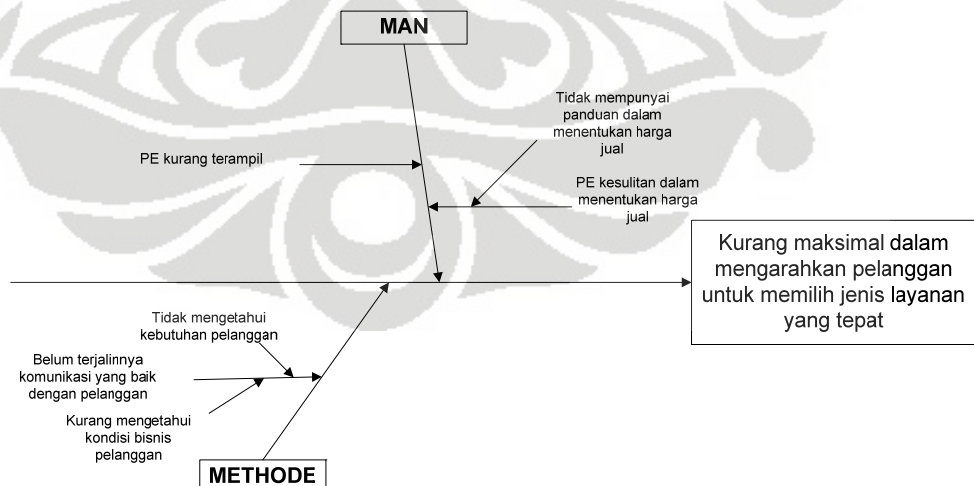 MAN
Tidak mempunyai
panduan dalam
menentukan harga
jual
PE kurang terampil
PE kesulitan dalam
menentukan harga
jual
Kurang maksimal dalam
mengarahkan pelanggan
untuk memilih jenis layanan
yang tepat
Tidak mengetahui
kebutuhan pelanggan
Belum terjalinnya
komunikasi yang baik
dengan pelanggan
Kurang mengetahui
kondisi bisnis
pelanggan
METHODE